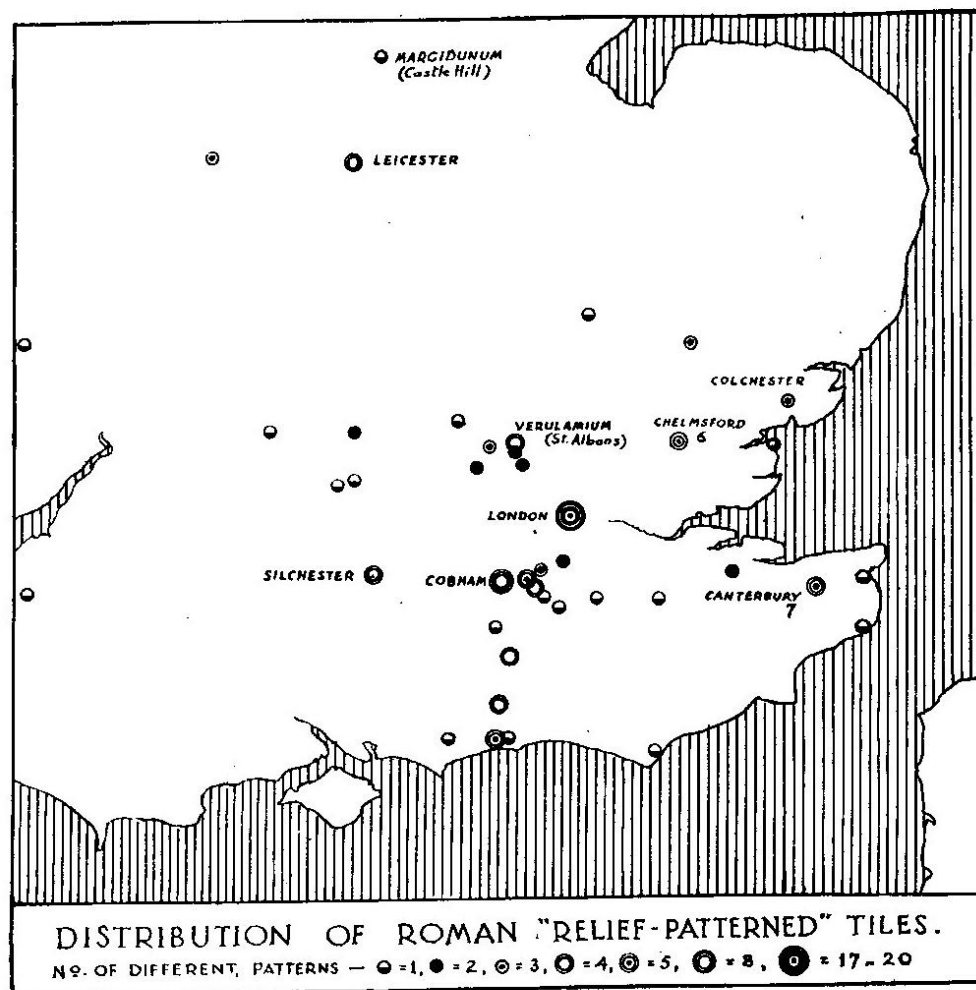 MARGIDUNUM
(Castle Hill)
LEICESTER
COLCHESTER
VERULAMIUM
(St. Albans)
CHELMSFORD
6
LONDON
SILCHESTER
COBHAM
CANTERBURY
7
DISTRIBUTION OF ROMAN "RELIEF-PATTERNED" TILES.
No. OF DIFFERENT, PATTERNS — = 1, = 2, = 3, = 4, = 5, = 8, = 17-20